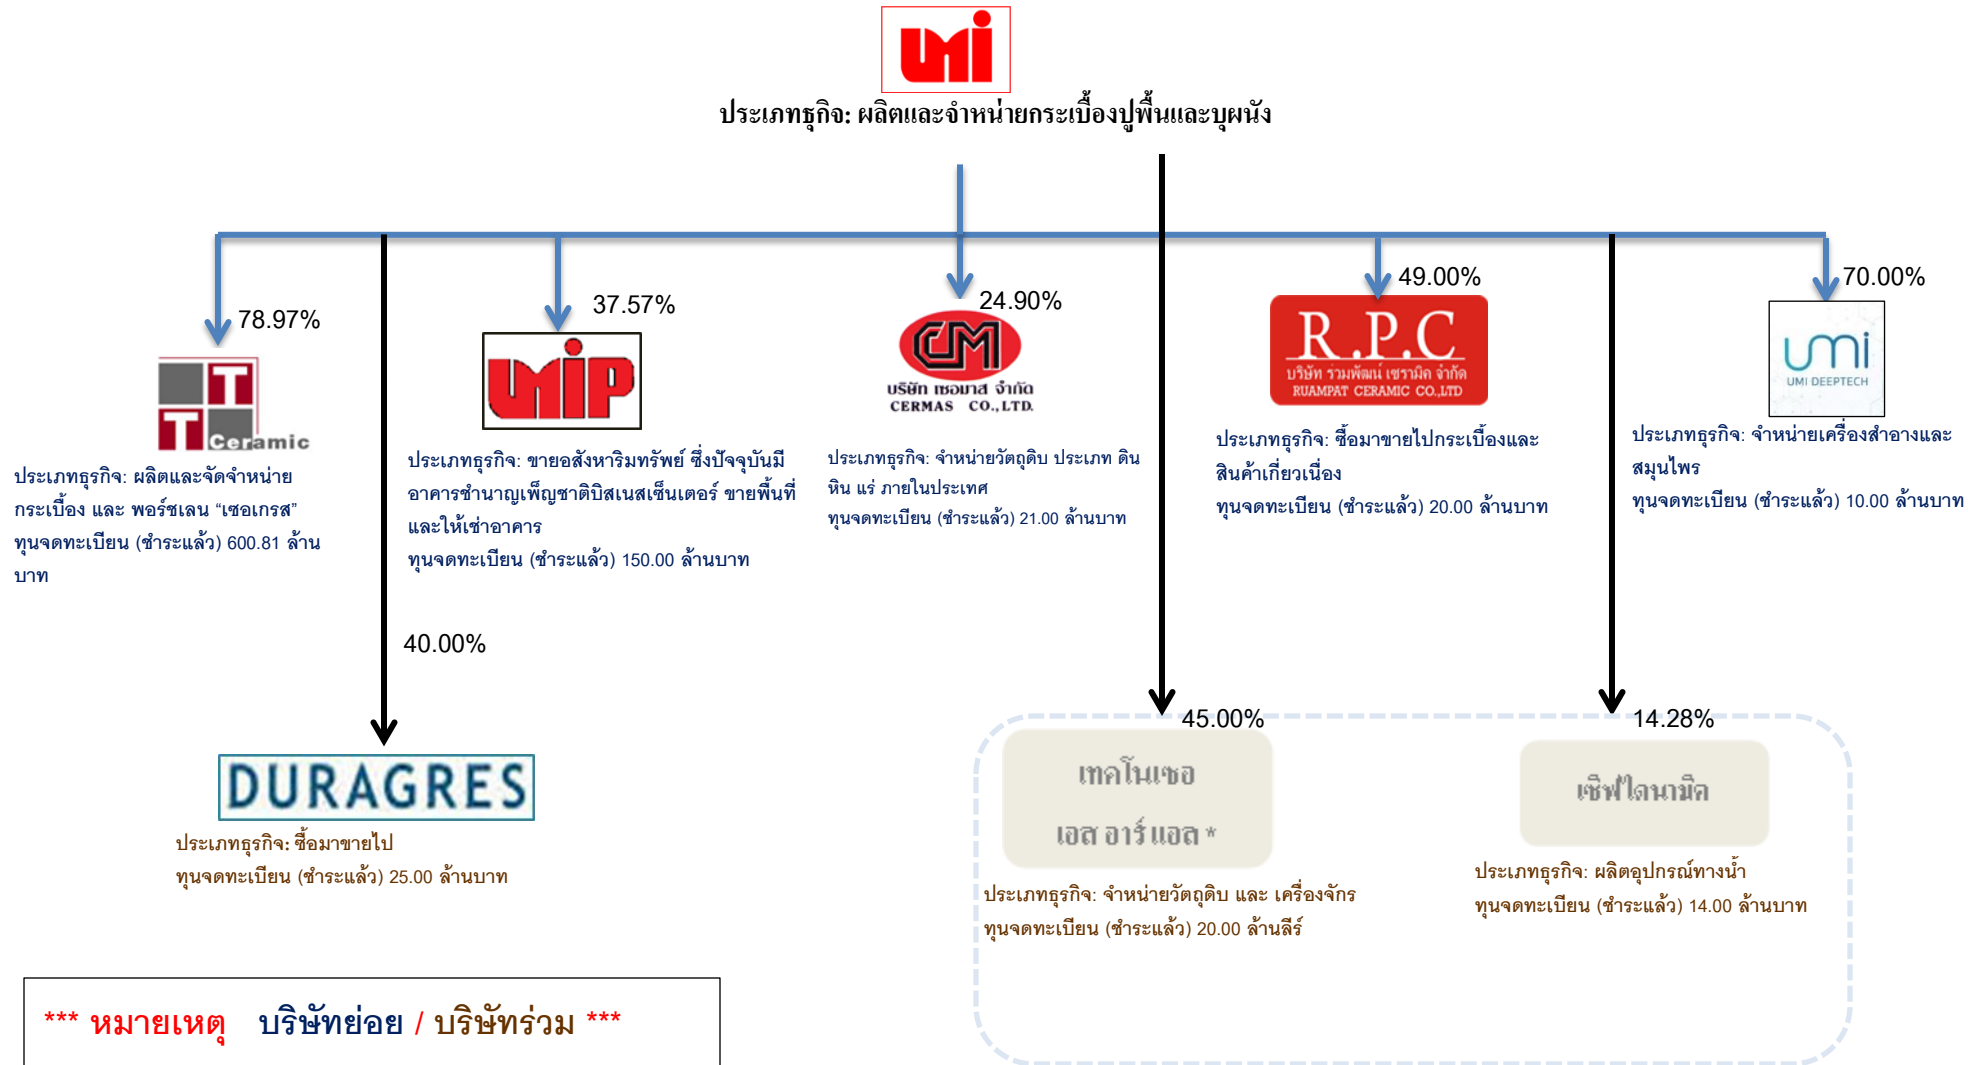 umi
ประเภทธุกิจ: ผลิตและจำหน่ายกระเบื้องปูพื้นและบุผนัง
78.97%
37.57%
24.90%
49.00%
70.00%
T
T Ceramic
ประเภทธุรกิจ: ผลิตและจัดจำหน่าย
กระเบื้อง และ พอร์ชเลน “เซอเกรส”
ทุนจดทะเบียน (ชำระแล้ว) 600.81 ล้าน
บาท
umiP
ประเภทธุรกิจ: ขายอสังหาริมทรัพย์ ซึ่งปัจจุบันมี
อาคารชำนาญเพ็ญชาติบิสเนสเซ็นเตอร์ ขายพื้นที่
และให้เช่าอาคาร
ทุนจดทะเบียน (ชำระแล้ว) 150.00 ล้านบาท
CM
บริษัท เซอมาส จำกัด
CERMAS CO.,LTD.
ประเภทธุรกิจ: จำหน่ายวัตถุดิบ ประเภท ดิน
หิน แร่ ภายในประเทศ
ทุนจดทะเบียน (ชำระแล้ว) 21.00 ล้านบาท
R.P.C
บริษัท ร่วมพัฒน์ เซรามิค จำกัด
RUAMPAT CERAMIC CO.,LTD
ประเภทธุรกิจ: ซื้อมาขายไปกระเบื้องและ
สินค้าเกี่ยวเนื่อง
ทุนจดทะเบียน (ชำระแล้ว) 20.00 ล้านบาท
umi
UMI DEEPTECH
ประเภทธุรกิจ: จำหน่ายเครื่องสำอางและ
สมุนไพร
ทุนจดทะเบียน (ชำระแล้ว) 10.00 ล้านบาท
40.00%
DURAGRES
ประเภทธุรกิจ: ซื้อมาขายไป
ทุนจดทะเบียน (ชำระแล้ว) 25.00 ล้านบาท
45.00%
เทคโนเซอ
เอส อาร์ แอล *
ประเภทธุรกิจ: จำหน่ายวัตถุดิบ และ เครื่องจักร
ทุนจดทะเบียน (ชำระแล้ว) 20.00 ล้านลีร์
14.28%
เซิฟไดนามิค
ประเภทธุรกิจ: ผลิตอุปกรณ์ทางน้ำ
ทุนจดทะเบียน (ชำระแล้ว) 14.00 ล้านบาท
*** หมายเหตุ บริษัทย่อย / บริษัทร่วม ***